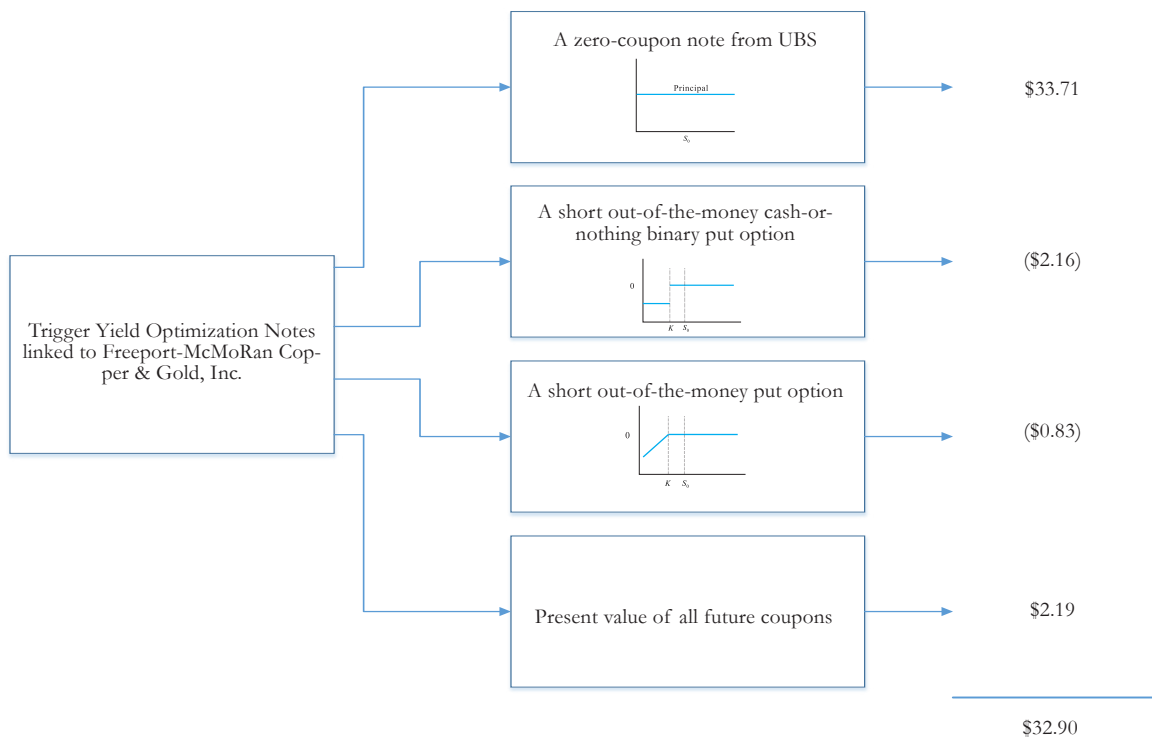 A zero-coupon note from UBS
Principal
S₀
$33.71
A short out-of-the-money cash-or-
nothing binary put option
0
K S₀
($2.16)
Trigger Yield Optimization Notes
linked to Freeport-McMoRan Cop-
per & Gold, Inc.
A short out-of-the-money put option
0
K S₀
($0.83)
Present value of all future coupons
$2.19
$32.90